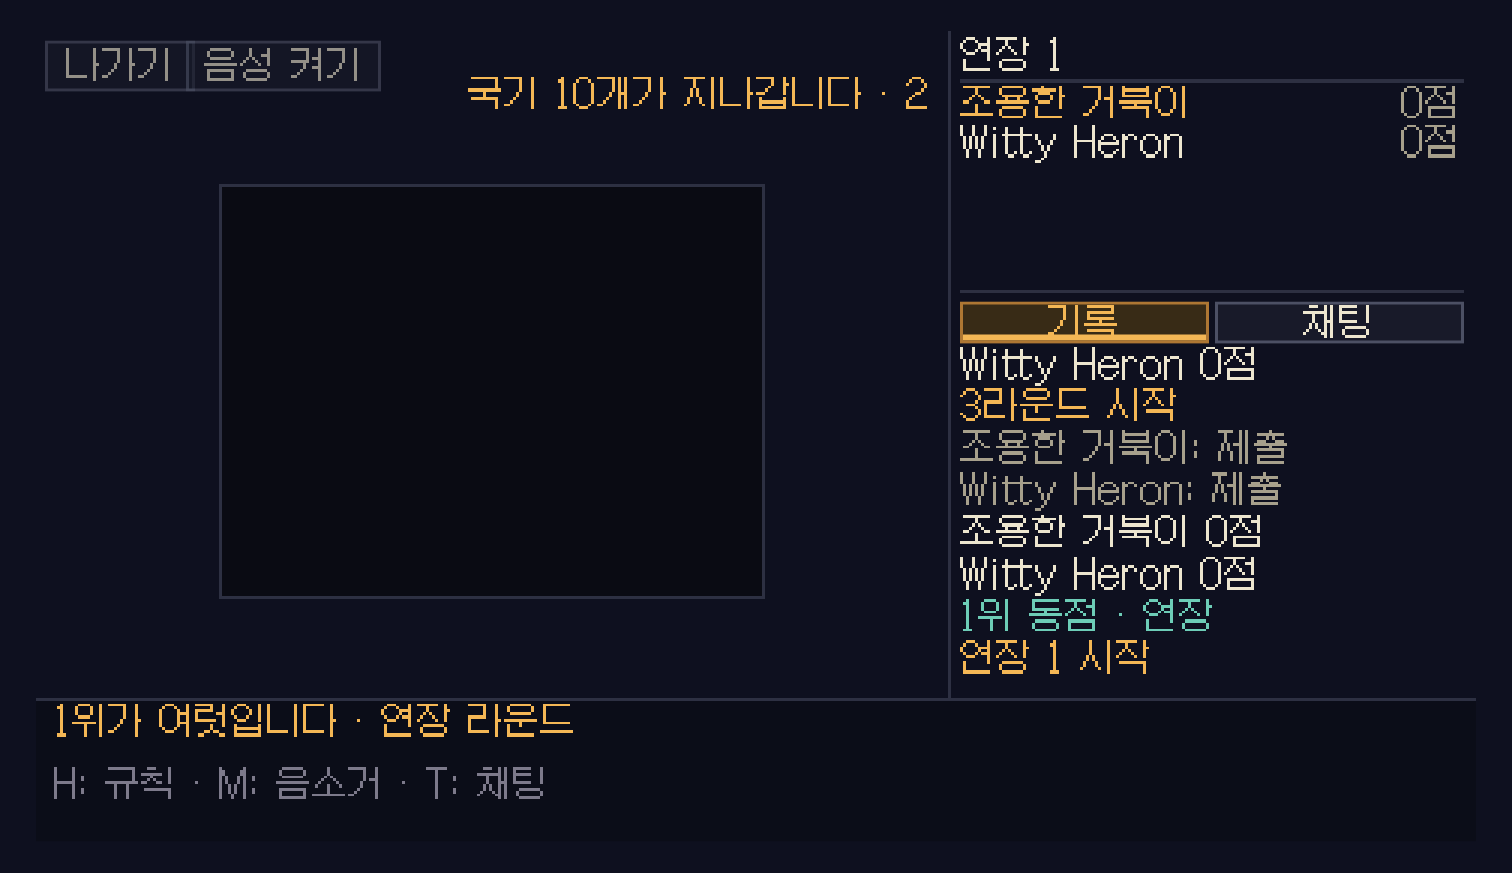 나가기 음성 켜기
국기 10개가 지나갑니다 · 2
연장 1
조용한 거북이 0점
Witty Heron 0점
기록 채팅
Witty Heron 0점
3라운드 시작
조용한 거북이: 제출
Witty Heron: 제출
조용한 거북이 0점
Witty Heron 0점
1위 동점 · 연장
연장 1 시작
1위가 여럿입니다 · 연장 라운드
H: 규칙 · M: 음소거 · T: 채팅